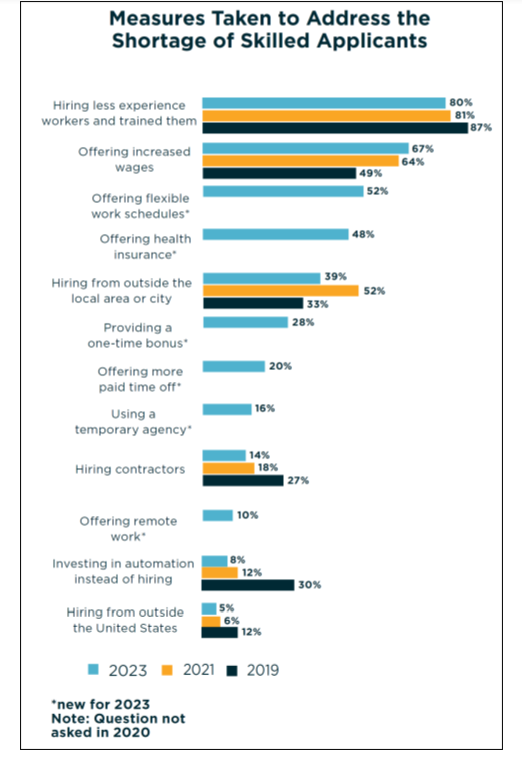 Measures Taken to Address the
Shortage of Skilled Applicants
Hiring less experience
workers and trained them
80%
81%
87%
Offering increased
wages
67%
64%
49%
Offering flexible
work schedules*
52%
Offering health
insurance*
48%
Hiring from outside the
local area or city
39%
52%
33%
Providing a
one-time bonus*
28%
Offering more
paid time off*
20%
Using a
temporary agency*
16%
Hiring contractors
14%
18%
27%
Offering remote
work*
10%
Investing in automation
instead of hiring
8%
12%
30%
Hiring from outside
the United States
5%
6%
12%
2023 2021 2019
*new for 2023
Note: Question not
asked in 2020